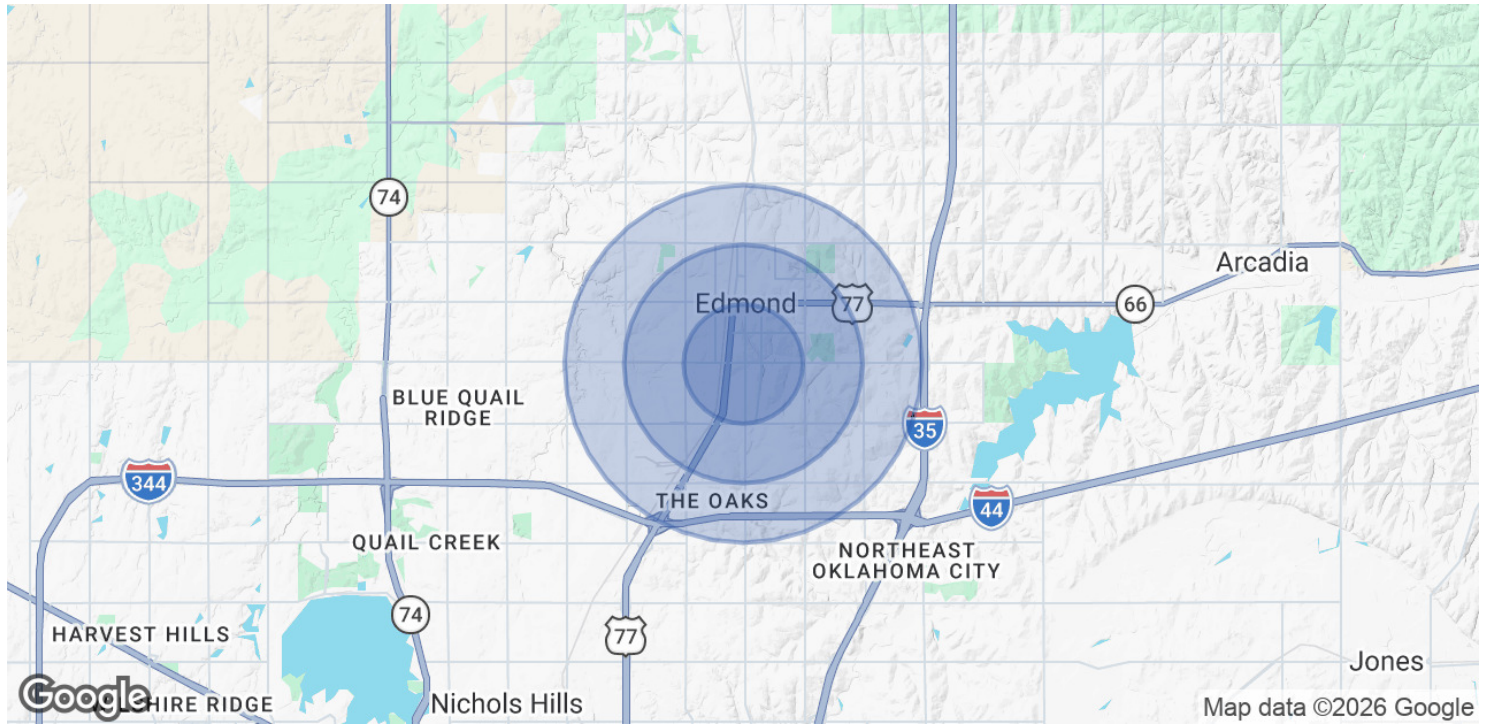 74
Arcadia
Edmond
77
66
BLUE QUAIL
RIDGE
35
344
THE OAKS
44
QUAIL CREEK
NORTHEAST
OKLAHOMA CITY
74
HARVEST HILLS
77
Jones
Google
RIDGE
Nichols Hills
Map data ©2026 Google